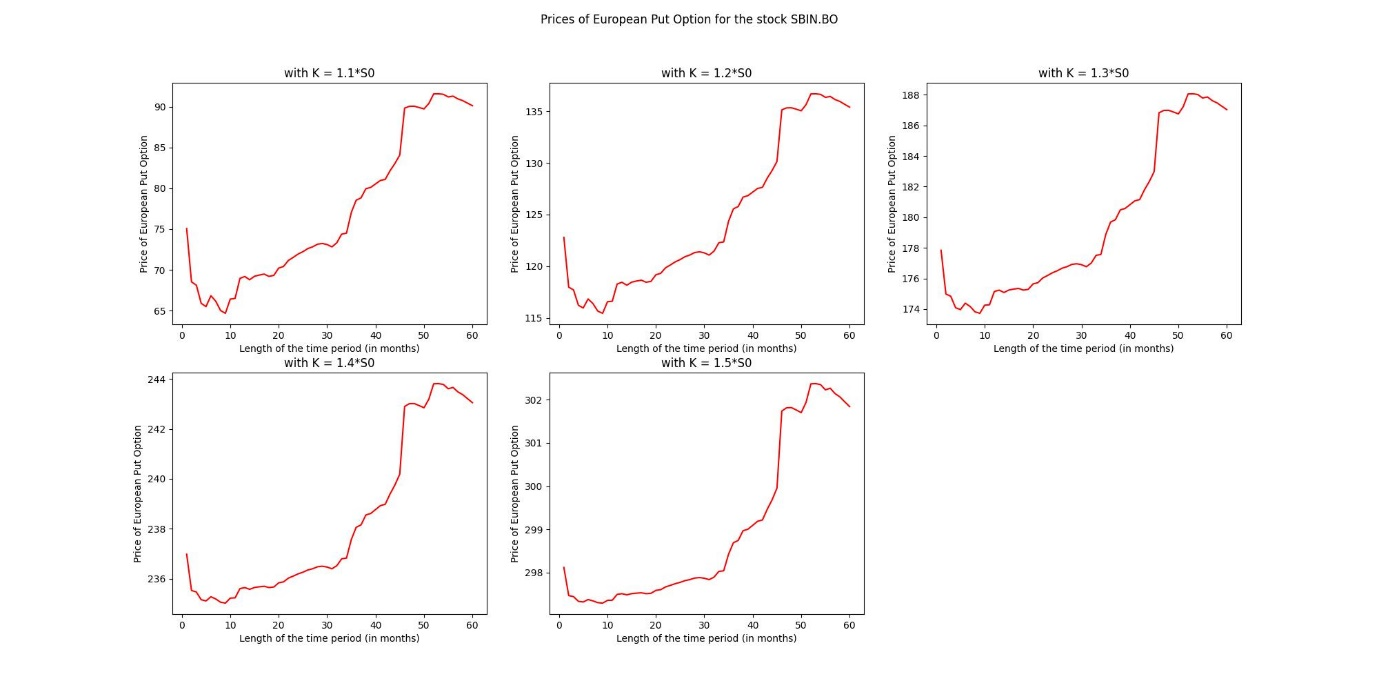 Prices of European Put Option for the stock SBIN.BO
with K = 1.1*S0
Price of European Put Option
90
85
80
75
70
65
0 10 20 30 40 50 60
Length of the time period (in months)
with K = 1.2*S0
Price of European Put Option
135
130
125
120
115
0 10 20 30 40 50 60
Length of the time period (in months)
with K = 1.3*S0
Price of European Put Option
188
186
184
182
180
178
176
174
0 10 20 30 40 50 60
Length of the time period (in months)
with K = 1.4*S0
Price of European Put Option
244
242
240
238
236
0 10 20 30 40 50 60
Length of the time period (in months)
with K = 1.5*S0
Price of European Put Option
302
301
300
299
298
0 10 20 30 40 50 60
Length of the time period (in months)